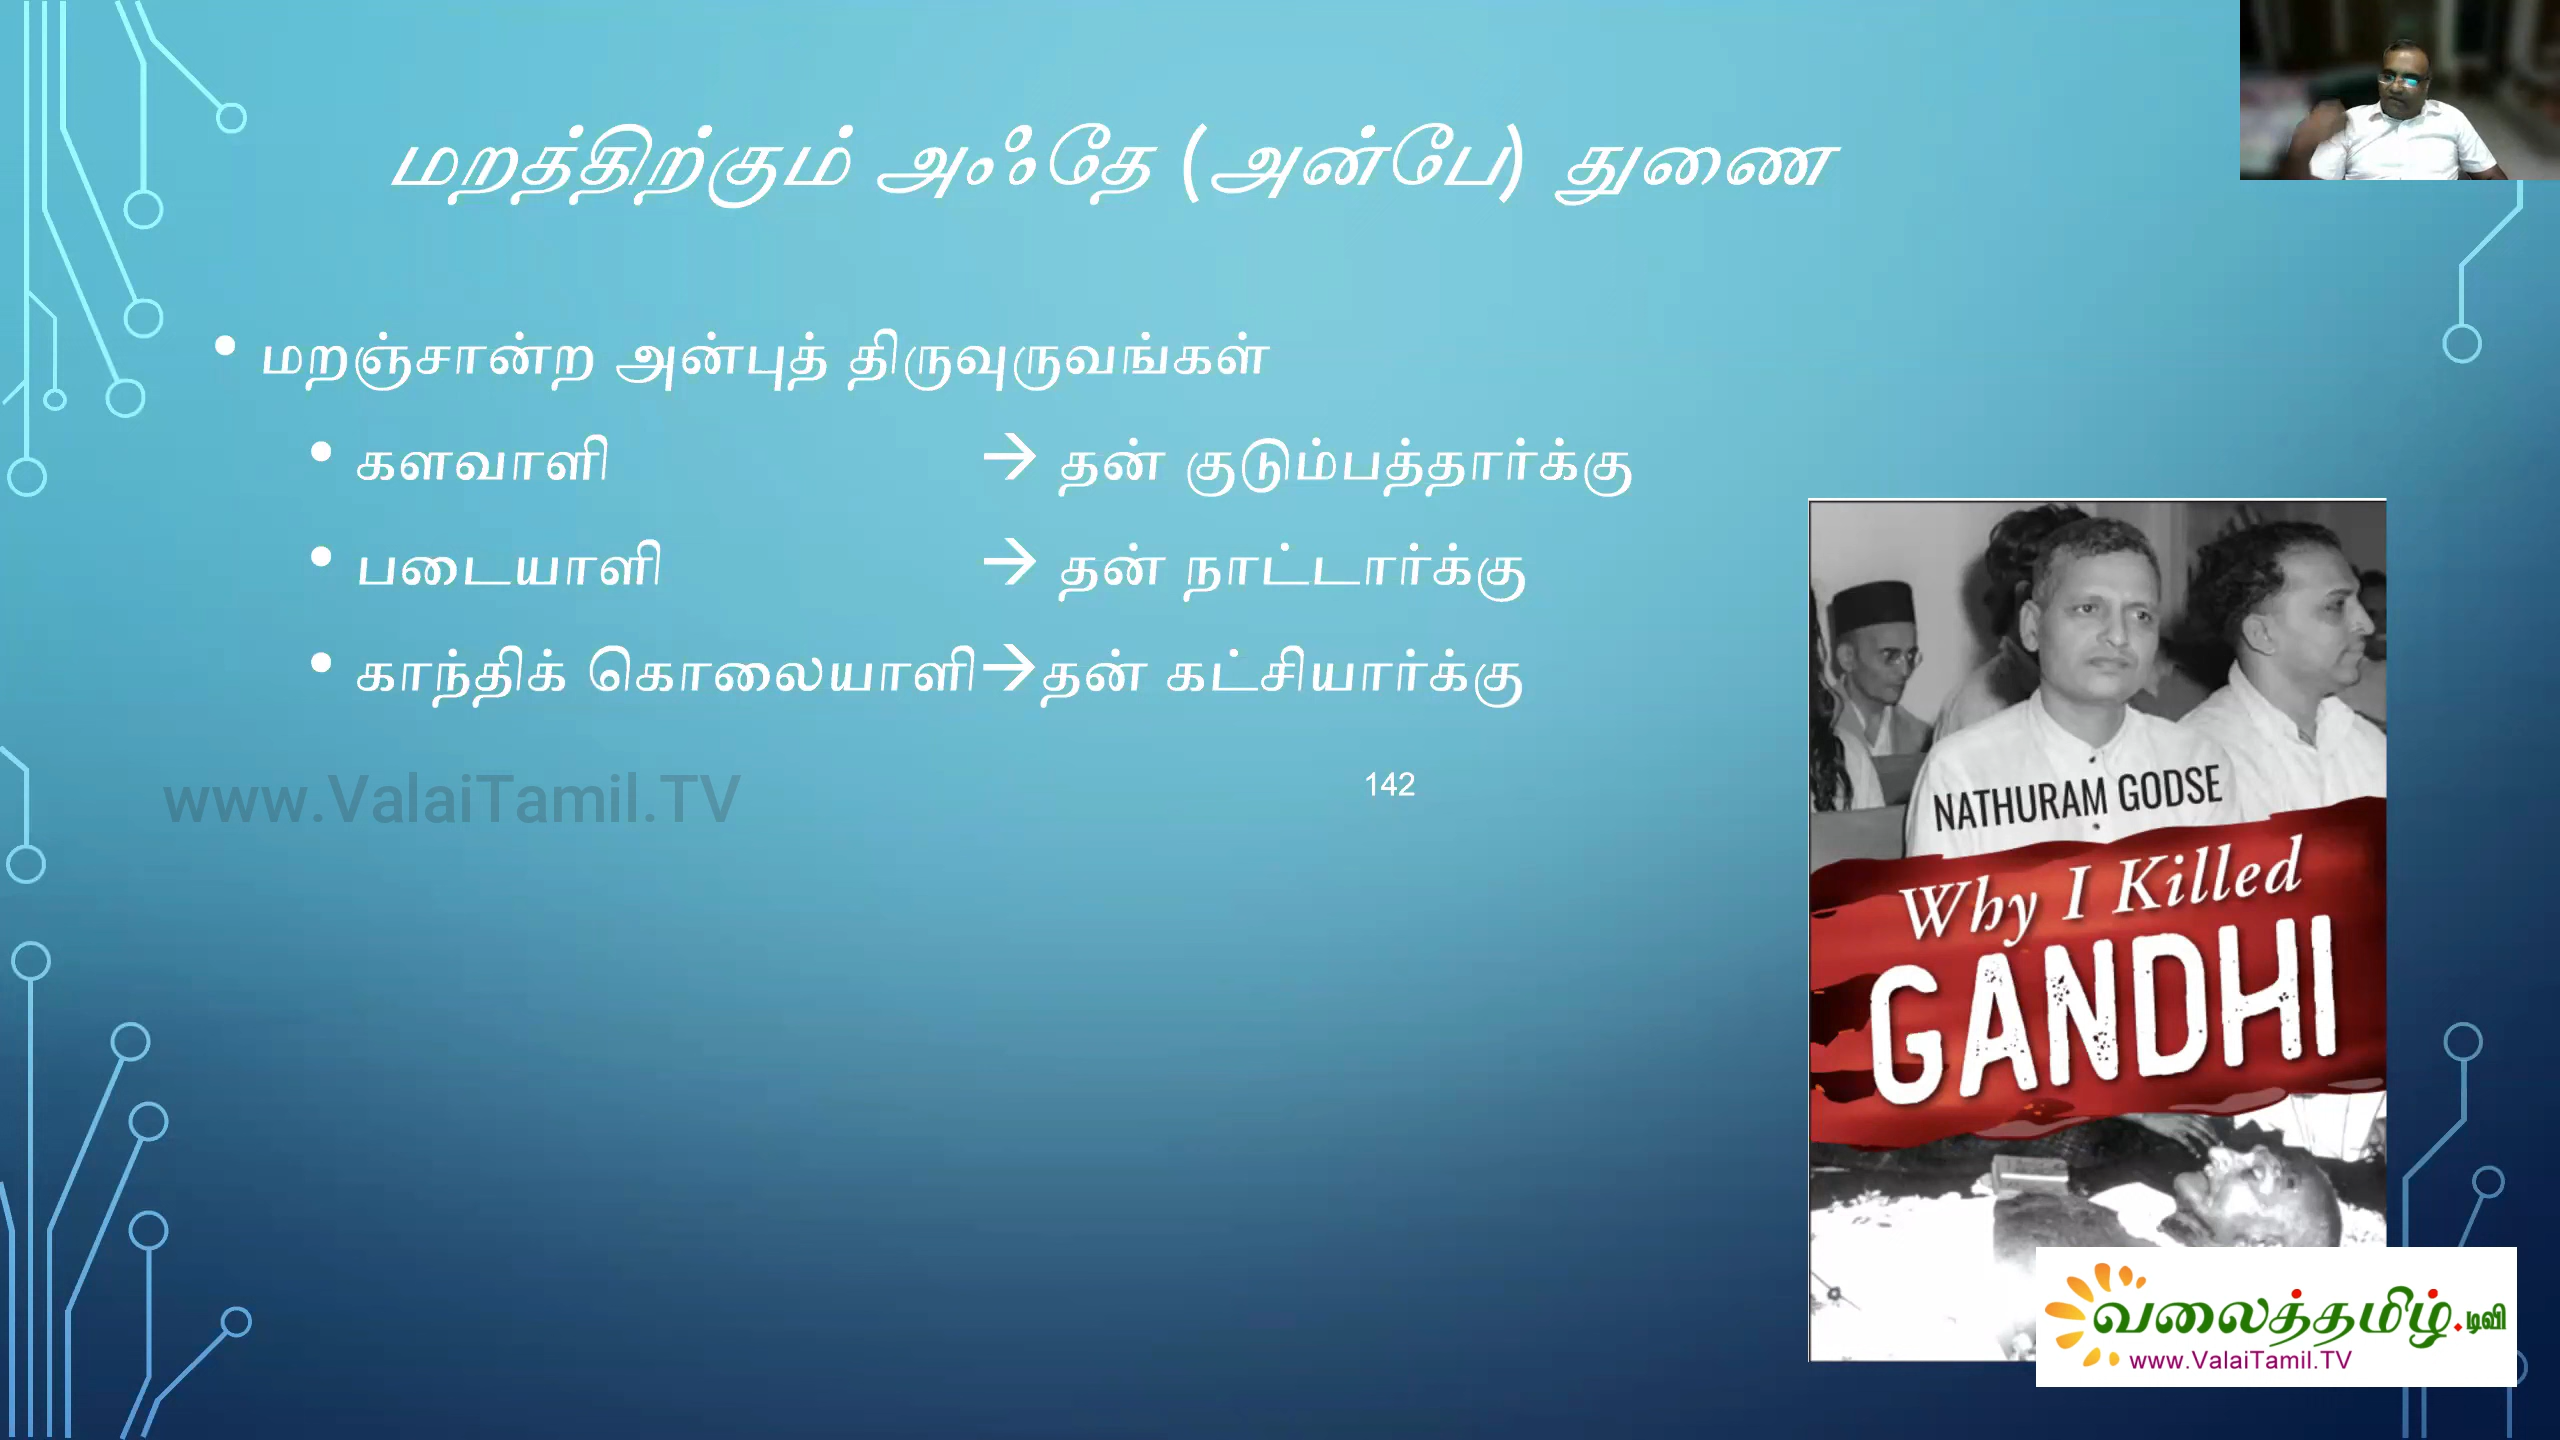 மறத்திற்கும் அஃதே (அன்பே) துணை
• மறஞ்சான்ற அன்புத் திருவுருவங்கள்
• களவாளி → தன் குடும்பத்தார்க்கு
• படையாளி → தன் நாட்டார்க்கு
• காந்திக் கொலையாளி→தன் கட்சியார்க்கு
www.ValaiTamil.TV
142
NATHURAM GODSE
Why I Killed
GANDHI
வலைத்தமிழ்.டிவி
www.ValaiTamil.TV